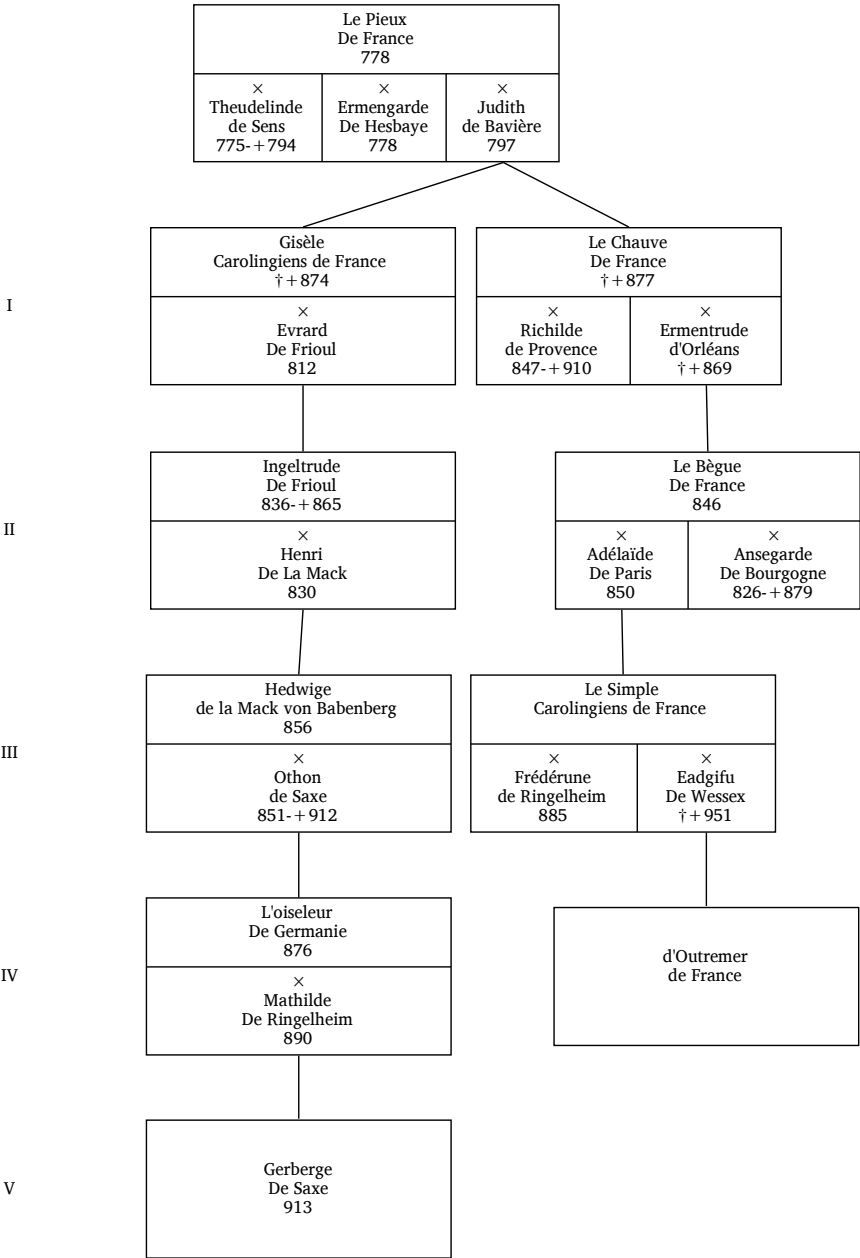 Le Pieux
De France
778
×
Theudelinde
de Sens
775-+794
×
Ermengarde
De Hesbaye
778
×
Judith
de Bavière
797
I
Gisèle
Carolingiens de France
†+874
×
Evrard
De Frioul
812
Le Chauve
De France
†+877
×
Richilde
de Provence
847-+910
×
Ermentrude
d'Orléans
†+869
II
Ingeltrude
De Frioul
836-+865
×
Henri
De La Mack
830
Le Bègue
De France
846
×
Adélaïde
De Paris
850
×
Ansegarde
De Bourgogne
826-+879
III
Hedwige
de la Mack von Babenberg
856
×
Othon
de Saxe
851-+912
Le Simple
Carolingiens de France
×
Frédérune
de Ringelheim
885
×
Eadgifu
De Wessex
†+951
IV
L'oiseleur
De Germanie
876
×
Mathilde
De Ringelheim
890
d'Outremer
de France
V
Gerberge
De Saxe
913